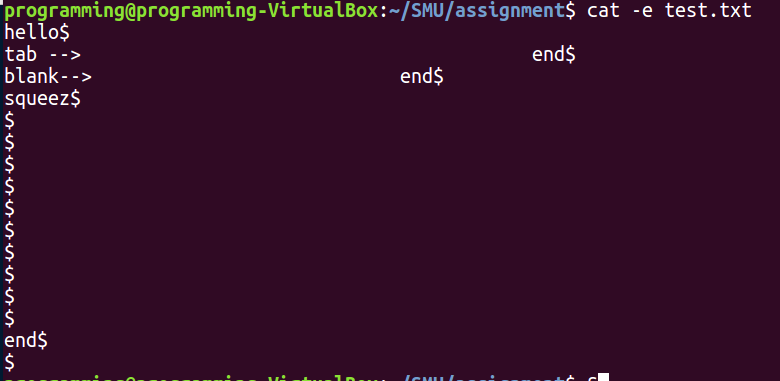 programming@programming-VirtualBox:~/SMU/assignment$ cat -e test.txt
hello$
tab -->                                         end$
blank-->                            end$
squeez$
$
$
$
$
$
$
$
$
$
$
end$
$
programming@programming-VirtualBox:~/SMU/assignment$